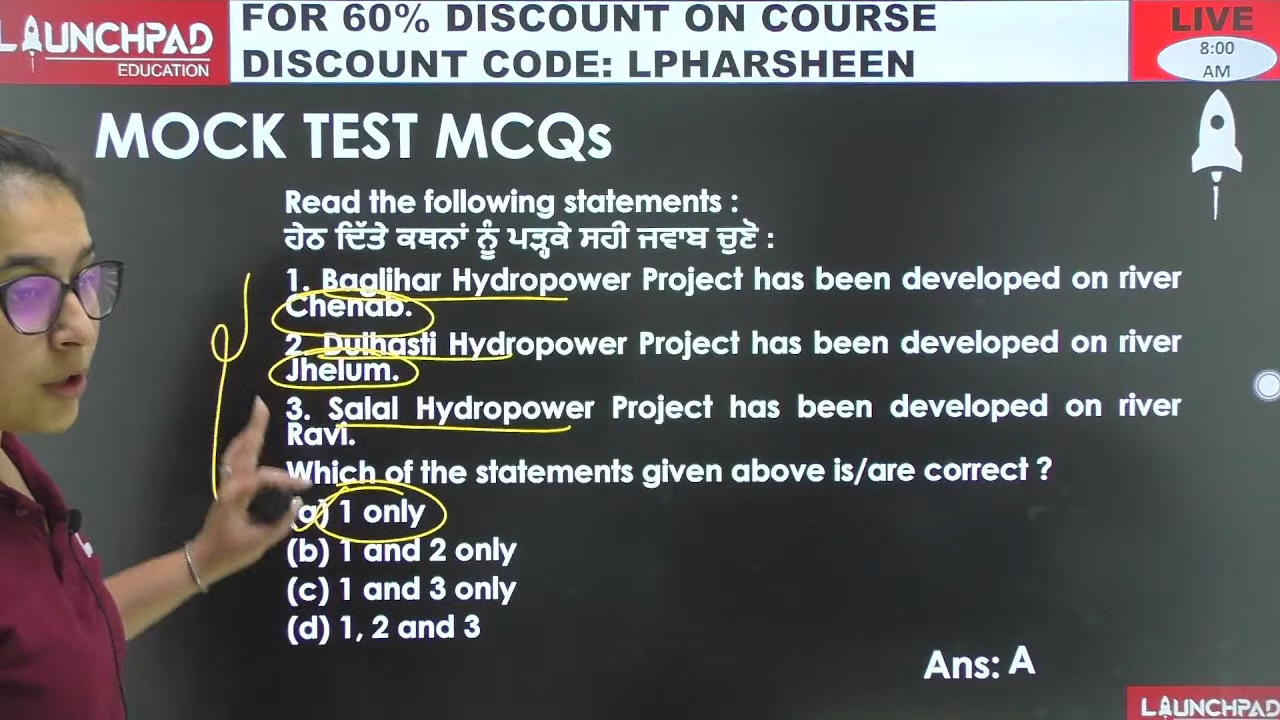 LAUNCHPAD
EDUCATION
FOR 60% DISCOUNT ON COURSE
DISCOUNT CODE: LPHARSHEEN
LIVE
8:00
AM
MOCK TEST MCQs
Read the following statements :
ਹੇਠ ਦਿੱਤੇ ਕਥਨਾਂ ਨੂੰ ਪੜ੍ਹਕੇ ਸਹੀ ਜਵਾਬ ਚੁਣੋ :
1. Baglihar Hydropower Project has been developed on river
Chenab.
2. Dulhasti Hydropower Project has been developed on river
Jhelum.
3. Salal Hydropower Project has been developed on river
Ravi.
Which of the statements given above is/are correct ?
(a) 1 only
(b) 1 and 2 only
(c) 1 and 3 only
(d) 1, 2 and 3
Ans: A
LAUNCHPAD